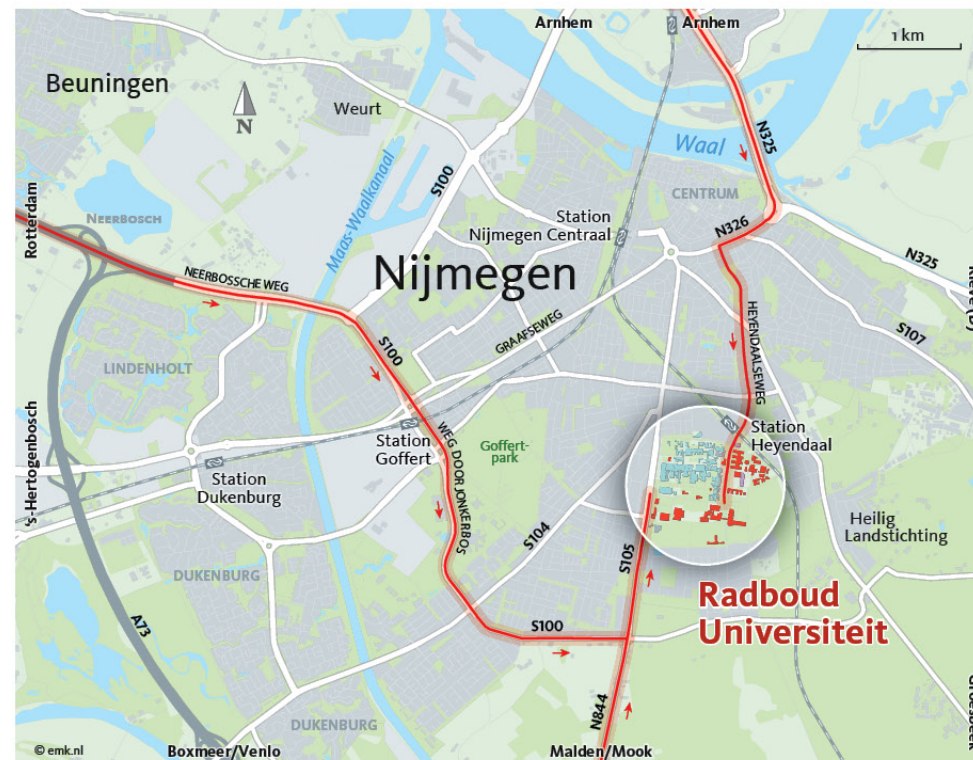 Arnhem
Arnhem
1 km
Beuningen
N
Weurt
Waal
N325
S100
CENTRUM
Maas-Waalkanaal
Rotterdam
NEERBOSCH
Station
Nijmegen Centraal
N326
N325
Kleve (D)
NEERBOSSCHE WEG
Nijmegen
S107
GRAAFSEWEG
HEYENDAALSEWEG
S100
LINDENHOLT
's-Hertogenbosch
WEG DOOR JONKERBOS
Station
Goffert
Goffert-
park
Station
Heyendaal
Station
Dukenburg
S104
S105
Heilig
Landstichting
DUKENBURG
Radboud
Universiteit
A73
S100
N844
Groesbeek
DUKENBURG
© emk.nl
Boxmeer/Venlo
Malden/Mook